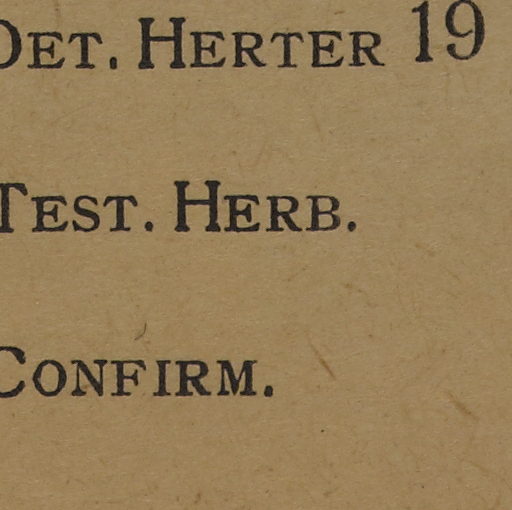 DET. HERTER 19
TEST. HERB.
CONFIRM.